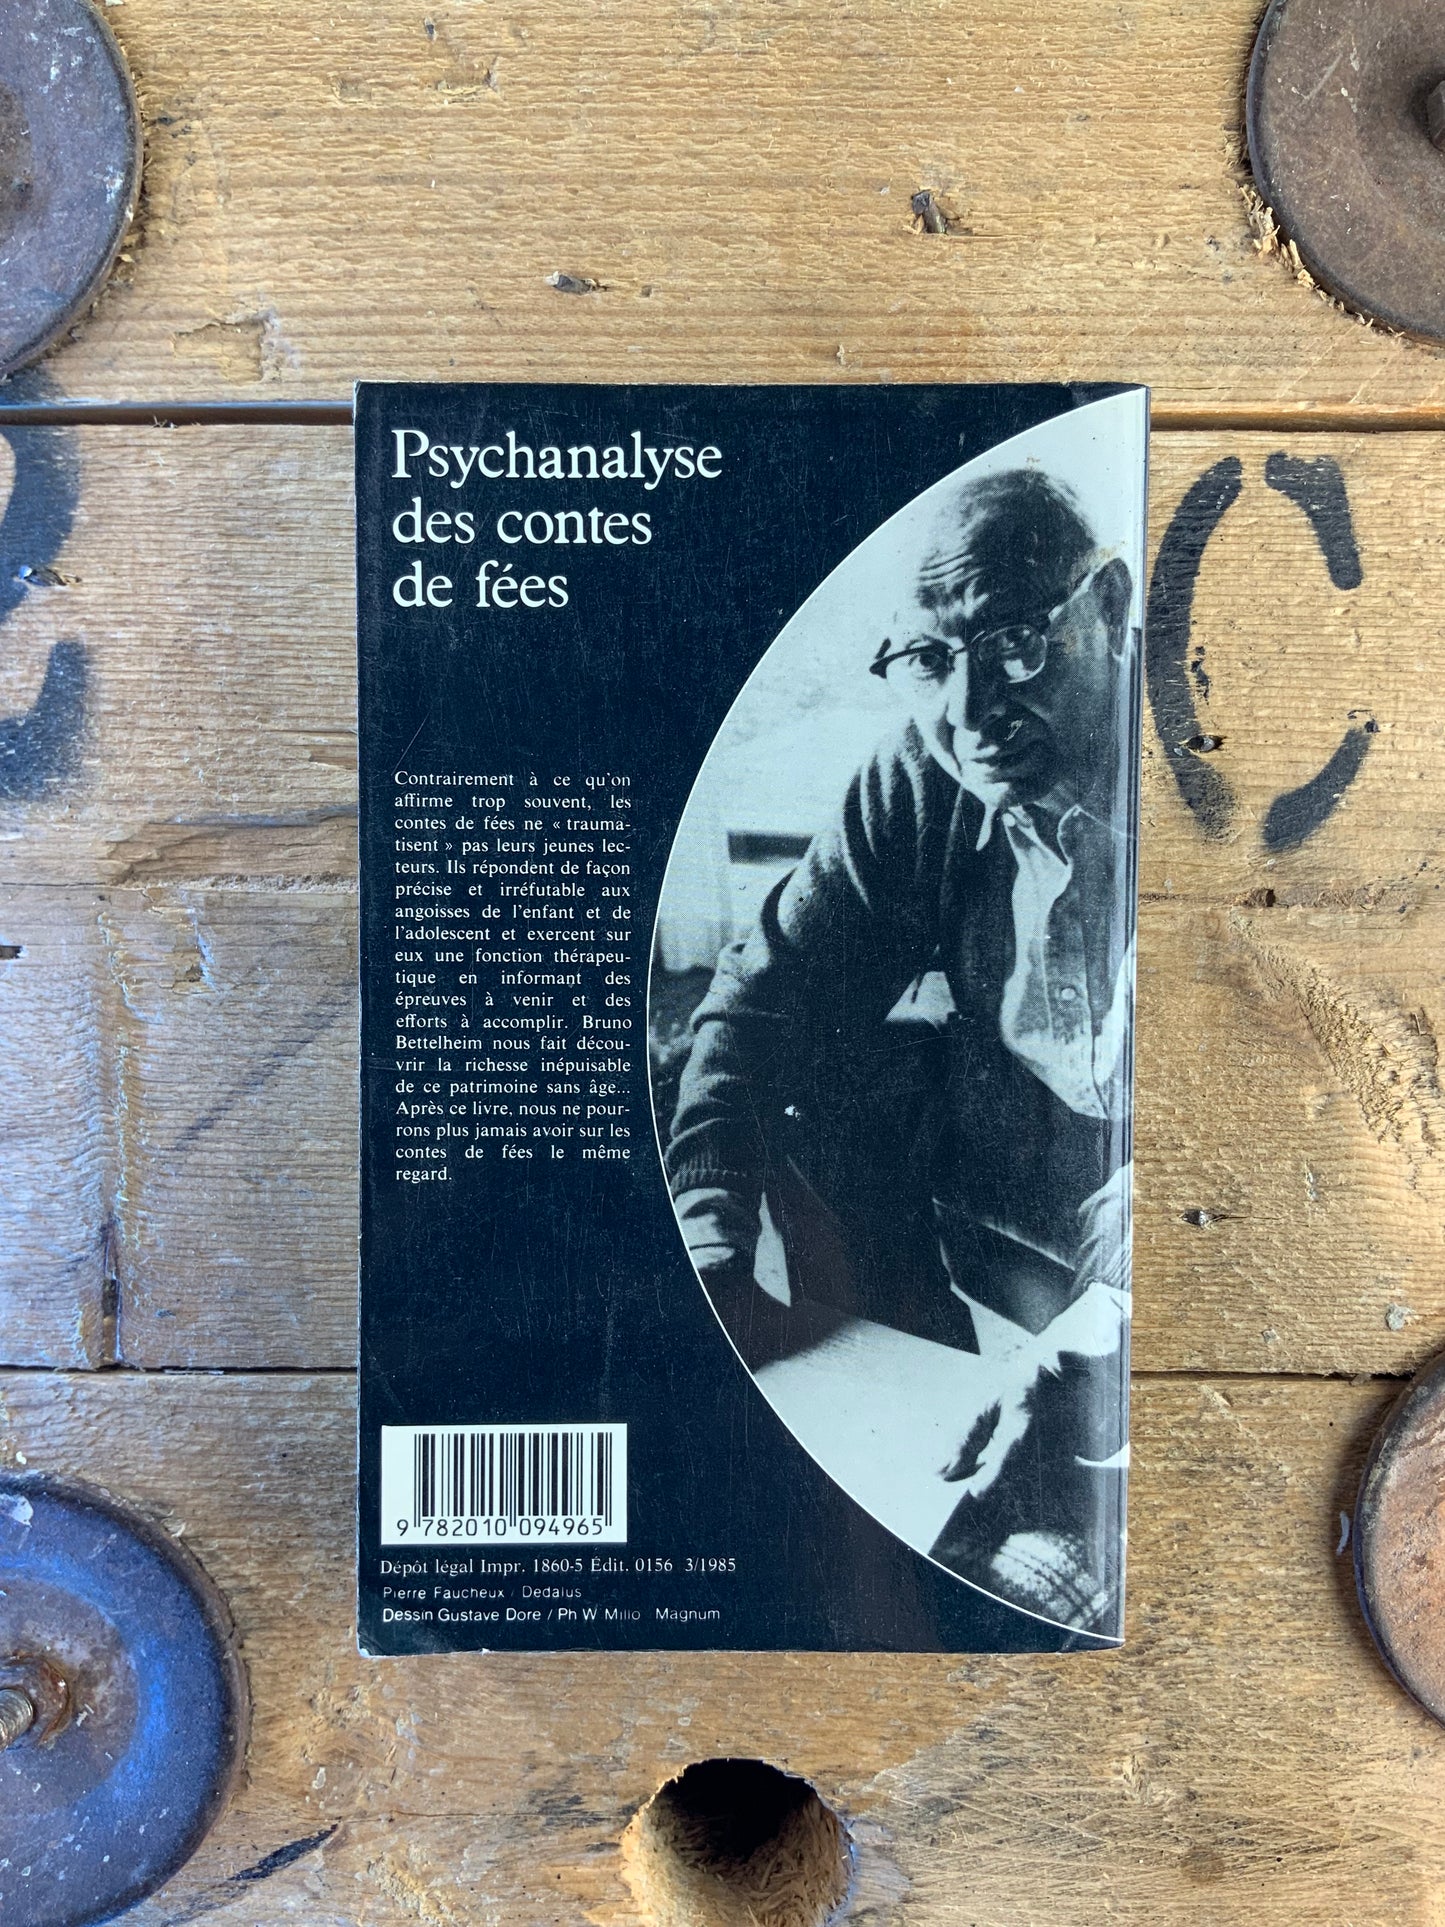 Psychanalyse
des contes
de fées
Contrairement à ce qu'on
affirme trop souvent, les
contes de fées ne « trauma-
tisent » pas leurs jeunes lec-
teurs. Ils répondent de façon
précise et irréfutable aux
angoisses de l'enfant et de
l'adolescent et exercent sur
eux une fonction thérapeu-
tique en informant des
épreuves à venir et des
efforts à accomplir. Bruno
Bettelheim nous fait décou-
vrir la richesse inépuisable
de ce patrimoine sans âge...
Après ce livre, nous ne pour-
rons plus jamais avoir sur les
contes de fées le même
regard.
9 782010 094965
Dépôt légal Impr. 1860-5 Édit. 0156 3/1985
Pierre Faucheux / Dedalus
Dessin Gustave Dore / Ph W Milio Magnum
C